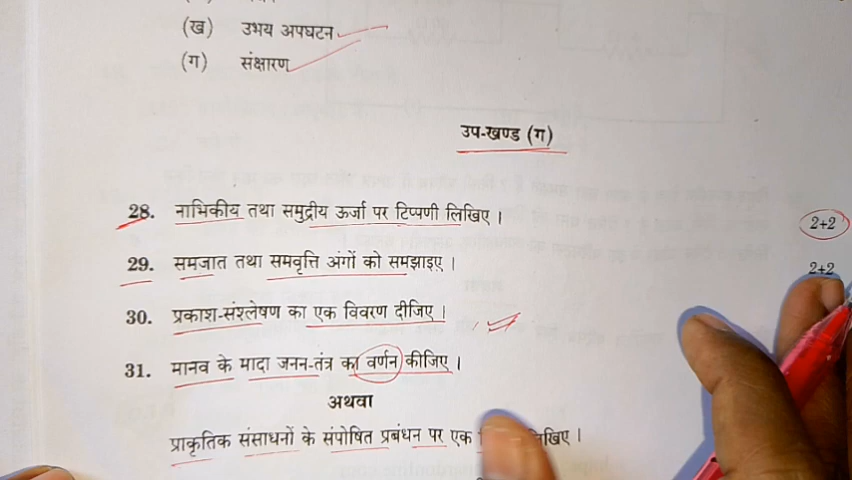 (ख) उभय अपघटन
(ग) संक्षारण
उप-खण्ड (ग)
28. नाभिकीय तथा समुद्रीय ऊर्जा पर टिप्पणी लिखिए । 2+2
29. समजात तथा समवृत्ति अंगों को समझाइए । 2+2
30. प्रकाश-संश्लेषण का एक विवरण दीजिए ।
31. मानव के मादा जनन-तंत्र का वर्णन कीजिए ।
अथवा
प्राकृतिक संसाधनों के संपोषित प्रबंधन पर एक लिखिए ।